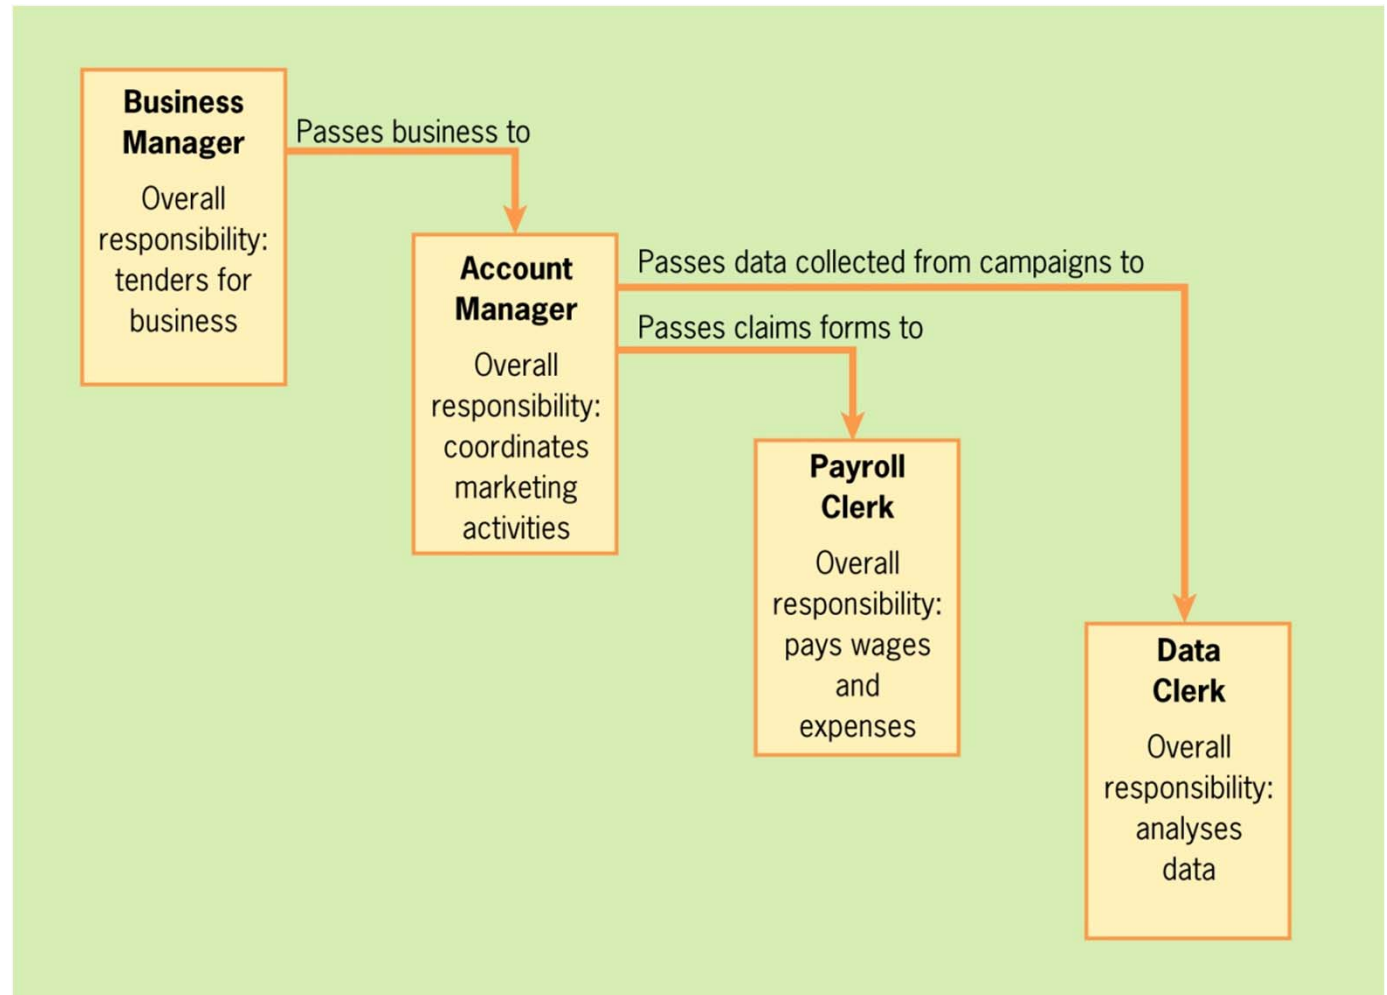 Business
Manager
Overall
responsibility:
tenders for
business
Passes business to
Account
Manager
Overall
responsibility:
coordinates
marketing
activities
Passes data collected from campaigns to
Passes claims forms to
Payroll
Clerk
Overall
responsibility:
pays wages
and
expenses
Data
Clerk
Overall
responsibility:
analyses
data